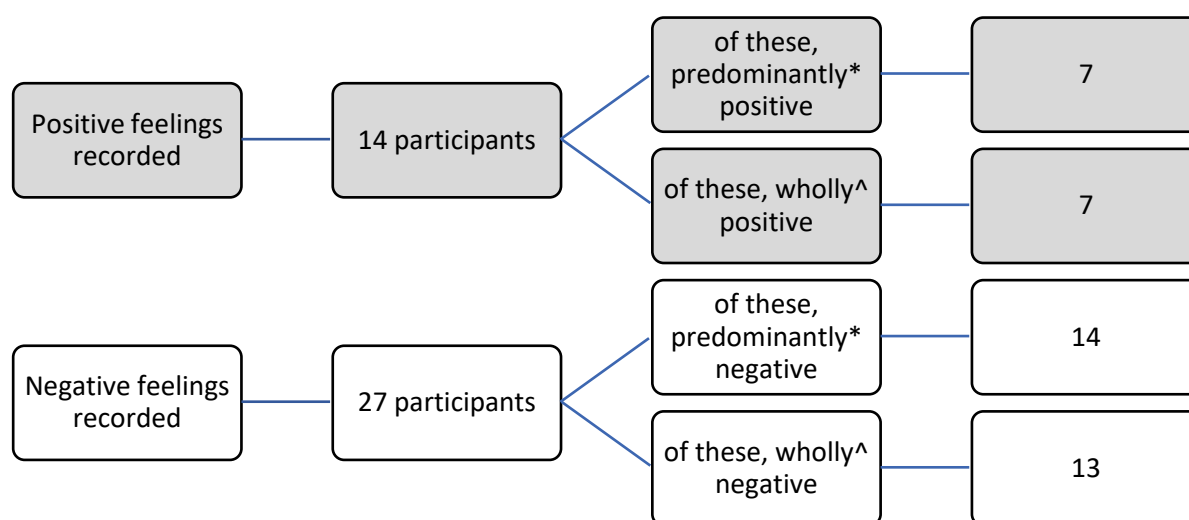 Positive feelings
recorded
14 participants
of these,
predominantly*
positive
7
of these, wholly^
positive
7
Negative feelings
recorded
27 participants
of these,
predominantly*
negative
14
of these, wholly^
negative
13